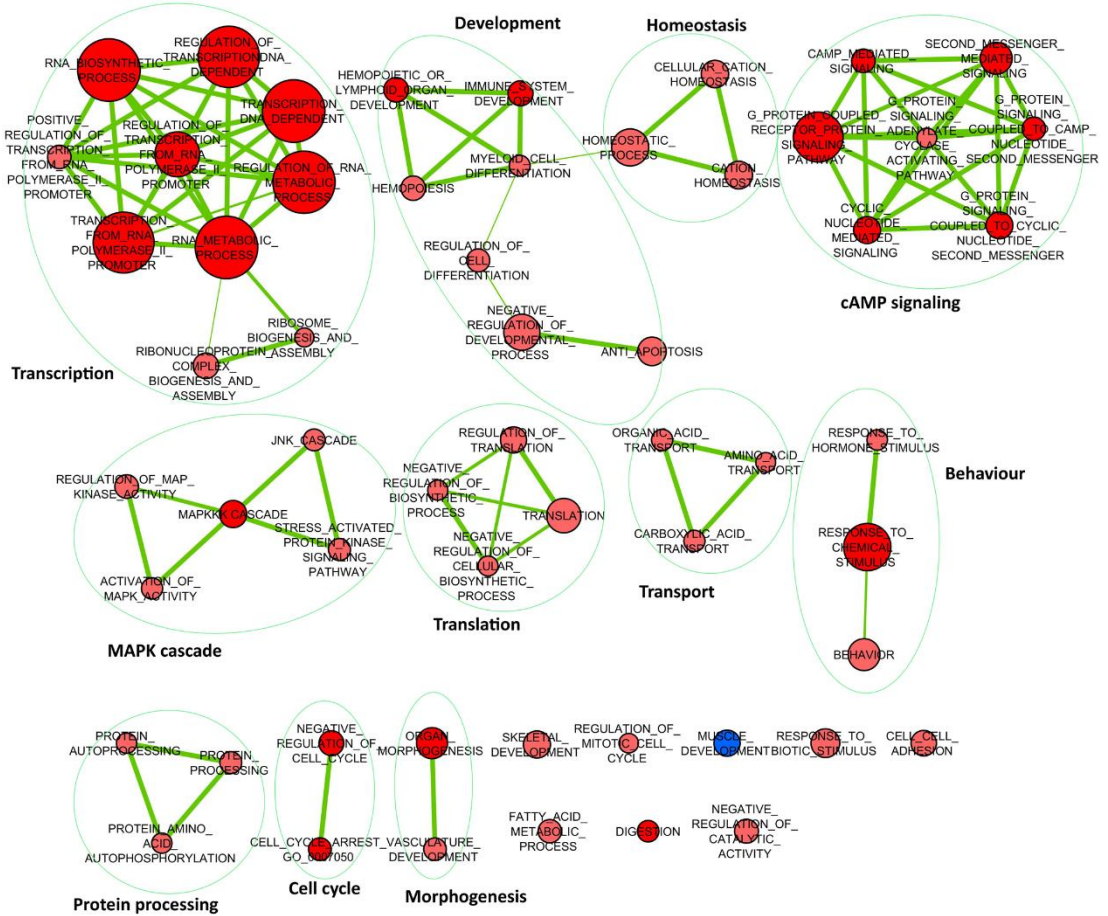 Development
Homeostasis
RNA_BIOSYNTHETIC_
PROCESS
REGULATION_OF_
TRANSCRIPTIONDNA_
DEPENDENT
TRANSCRIPTION_
DNA_DEPENDENT
POSITIVE_
REGULATION_OF_
TRANSCRIPTION_
FROM_RNA_
POLYMERASE_II_
PROMOTER
REGULATION_OF_
TRANSCRIPTION_
FROM_RNA_
POLYMERASE_II_
PROMOTER
REGULATION_OF_RNA_
METABOLIC_
PROCESS
TRANSCRIPTION_
FROM_RNA_
POLYMERASE_II_
PROMOTER
RNA_METABOLIC_
PROCESS
RIBOSOME_
BIOGENESIS_AND_
ASSEMBLY
RIBONUCLEOPROTEIN_
COMPLEX_
BIOGENESIS_AND_
ASSEMBLY
Transcription
HEMOPOIETIC_OR_
LYMPHOID_ORGAN_
DEVELOPMENT
IMMUNE_SYSTEM_
DEVELOPMENT
HEMOPOIESIS
MYELOID_CELL_
DIFFERENTIATION
REGULATION_OF_
CELL_
DIFFERENTIATION
NEGATIVE_
REGULATION_OF_
DEVELOPMENTAL_
PROCESS
ANTI_APOPTOSIS
CELLULAR_CATION_
HOMEOSTASIS
HOMEOSTATIC_
PROCESS
CATION_
HOMEOSTASIS
CAMP_MEDIATED_
SIGNALING
SECOND_MESSENGER_
MEDIATED_
SIGNALING
G_PROTEIN_COUPLED_
RECEPTOR_PROTEIN_
SIGNALING_
PATHWAY
G_PROTEIN_
SIGNALING_
ADENYLATE_
CYCLASE_
ACTIVATING_
PATHWAY
G_PROTEIN_
SIGNALING_
COUPLED_TO_CAMP_
NUCLEOTIDE_
SECOND_MESSENGER
CYCLIC_
NUCLEOTIDE_
MEDIATED_
SIGNALING
G_PROTEIN_
SIGNALING_
COUPLED_TO_CYCLIC_
NUCLEOTIDE_
SECOND_MESSENGER
cAMP signaling
JNK_CASCADE
REGULATION_OF_MAP_
KINASE_ACTIVITY
MAPKKK CASCADE
STRESS_ACTIVATED_
PROTEIN_KINASE_
SIGNALING_
PATHWAY
ACTIVATION_OF_
MAPK_ACTIVITY
MAPK cascade
REGULATION_OF_
TRANSLATION
NEGATIVE_
REGULATION_OF_
BIOSYNTHETIC_
PROCESS
TRANSLATION
NEGATIVE_
REGULATION_OF_
CELLULAR_
BIOSYNTHETIC_
PROCESS
Translation
ORGANIC_ACID_
TRANSPORT
AMINO_ACID_
TRANSPORT
CARBOXYLIC_ACID_
TRANSPORT
Transport
RESPONSE_TO_
HORMONE_STIMULUS
RESPONSE_TO_
CHEMICAL_
STIMULUS
BEHAVIOR
Behaviour
PROTEIN_
AUTOPROCESSING
PROTEIN_
PROCESSING
PROTEIN_AMINO_
ACID_
AUTOPHOSPHORYLATION
Protein processing
NEGATIVE_
REGULATION_OF_
CELL_CYCLE
CELL_CYCLE_ARREST_
GO_0007050
Cell cycle
ORGAN_
MORPHOGENESIS
VASCULATURE_
DEVELOPMENT
Morphogenesis
SKELETAL_
DEVELOPMENT
REGULATION_OF_
MITOTIC_CELL_
CYCLE
MUSCLE_
DEVELOPMENT
RESPONSE_TO_
BIOTIC_STIMULUS
CELL_CELL_
ADHESION
FATTY_ACID_
METABOLIC_
PROCESS
DIGESTION
NEGATIVE_
REGULATION_OF_
CATALYTIC_
ACTIVITY